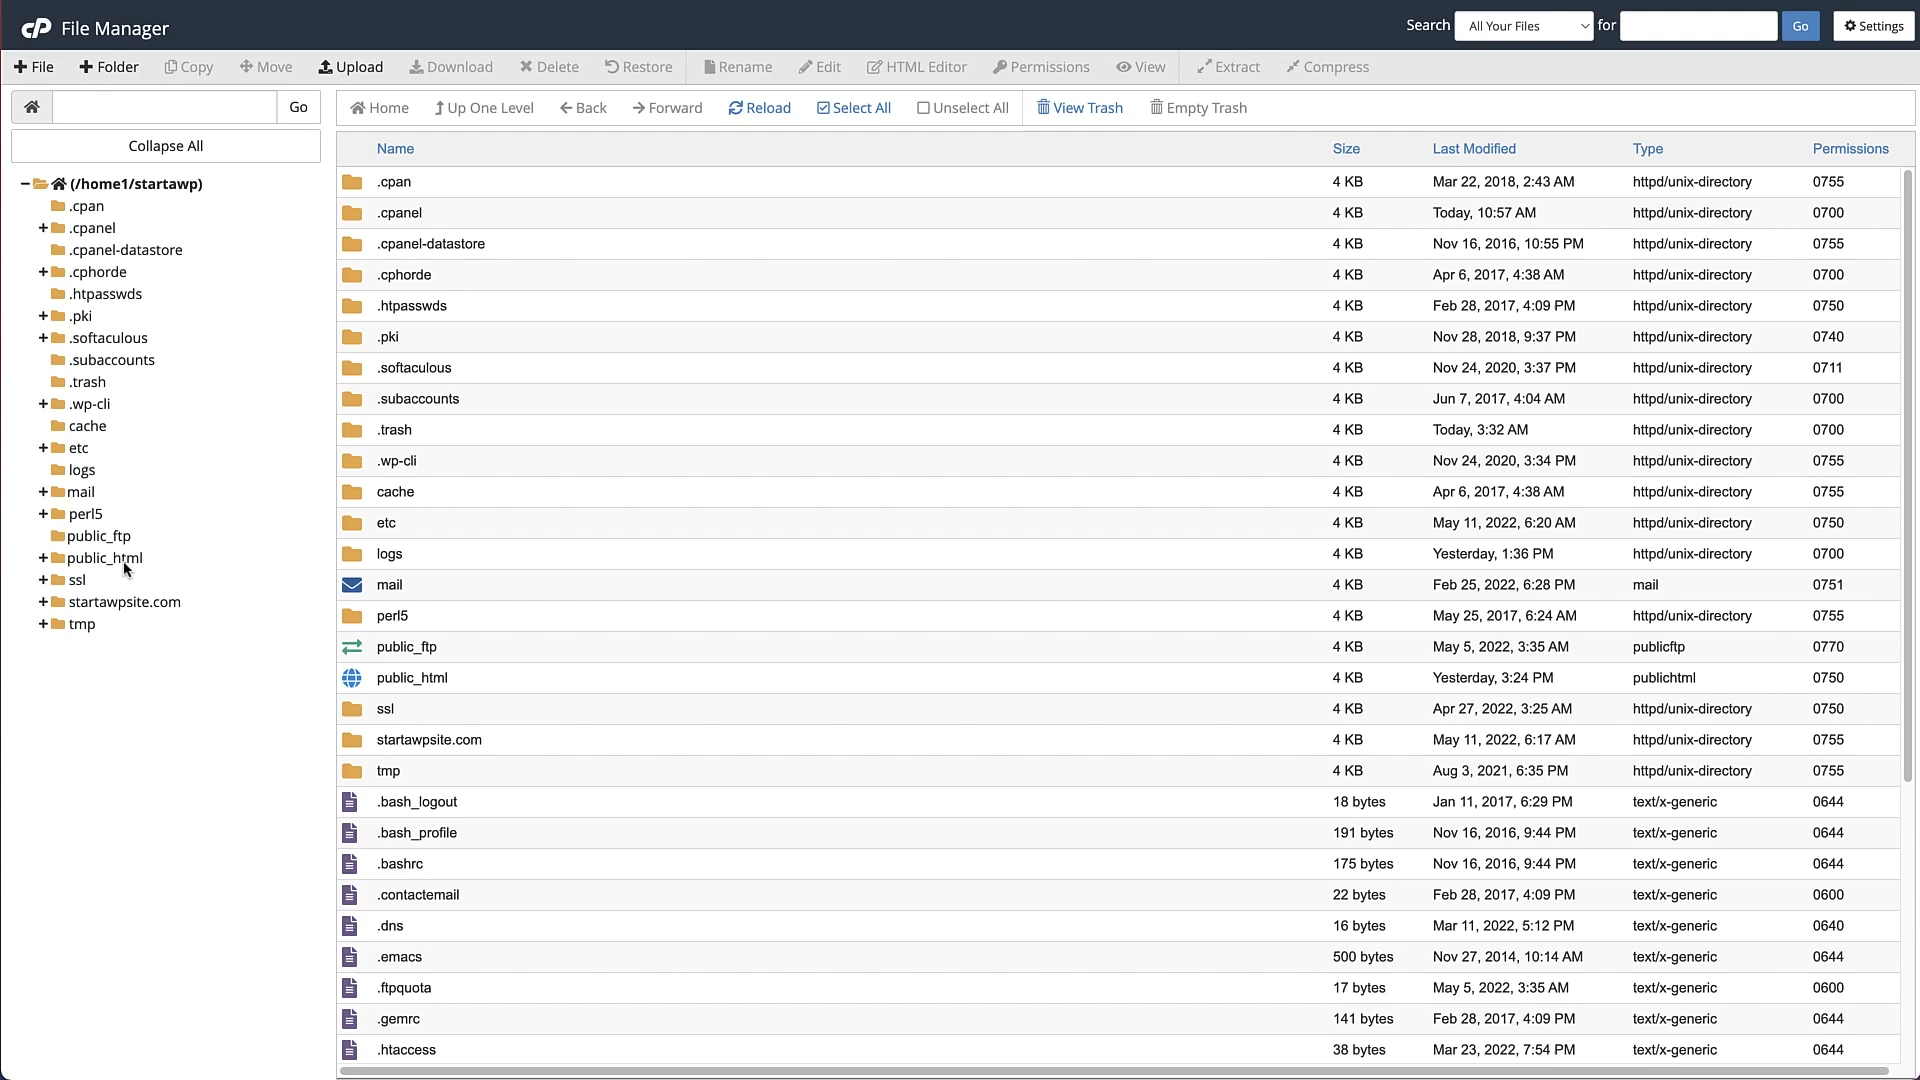 cP File Manager Search All Your Files for Go Settings
File Folder Copy Move Upload Download Delete Restore Rename Edit HTML Editor Permissions View Extract Compress
Go Home Up One Level Back Forward Reload Select All Unselect All View Trash Empty Trash
Collapse All
(/home1/startawp)
.cpan
.cpanel
.cpanel-datastore
.cphorde
.htpasswds
.pki
.softaculous
.subaccounts
.trash
.wp-cli
cache
etc
logs
mail
perl5
public_ftp
public_html
ssl
startawpsite.com
tmp
Name Size Last Modified Type Permissions
.cpan 4 KB Mar 22, 2018, 2:43 AM httpd/unix-directory 0755
.cpanel 4 KB Today, 10:57 AM httpd/unix-directory 0700
.cpanel-datastore 4 KB Nov 16, 2016, 10:55 PM httpd/unix-directory 0755
.cphorde 4 KB Apr 6, 2017, 4:38 AM httpd/unix-directory 0700
.htpasswds 4 KB Feb 28, 2017, 4:09 PM httpd/unix-directory 0750
.pki 4 KB Nov 28, 2018, 9:37 PM httpd/unix-directory 0740
.softaculous 4 KB Nov 24, 2020, 3:37 PM httpd/unix-directory 0711
.subaccounts 4 KB Jun 7, 2017, 4:04 AM httpd/unix-directory 0700
.trash 4 KB Today, 3:32 AM httpd/unix-directory 0700
.wp-cli 4 KB Nov 24, 2020, 3:34 PM httpd/unix-directory 0755
cache 4 KB Apr 6, 2017, 4:38 AM httpd/unix-directory 0755
etc 4 KB May 11, 2022, 6:20 AM httpd/unix-directory 0750
logs 4 KB Yesterday, 1:36 PM httpd/unix-directory 0700
mail 4 KB Feb 25, 2022, 6:28 PM mail 0751
perl5 4 KB May 25, 2017, 6:24 AM httpd/unix-directory 0755
public_ftp 4 KB May 5, 2022, 3:35 AM publicftp 0770
public_html 4 KB Yesterday, 3:24 PM publichtml 0750
ssl 4 KB Apr 27, 2022, 3:25 AM httpd/unix-directory 0750
startawpsite.com 4 KB May 11, 2022, 6:17 AM httpd/unix-directory 0755
tmp 4 KB Aug 3, 2021, 6:35 PM httpd/unix-directory 0755
.bash_logout 18 bytes Jan 11, 2017, 6:29 PM text/x-generic 0644
.bash_profile 191 bytes Nov 16, 2016, 9:44 PM text/x-generic 0644
.bashrc 175 bytes Nov 16, 2016, 9:44 PM text/x-generic 0644
.contactemail 22 bytes Feb 28, 2017, 4:09 PM text/x-generic 0600
.dns 16 bytes Mar 11, 2022, 5:12 PM text/x-generic 0640
.emacs 500 bytes Nov 27, 2014, 10:14 AM text/x-generic 0644
.ftpquota 17 bytes May 5, 2022, 3:35 AM text/x-generic 0600
.gemrc 141 bytes Feb 28, 2017, 4:09 PM text/x-generic 0644
.htaccess 38 bytes Mar 23, 2022, 7:54 PM text/x-generic 0644